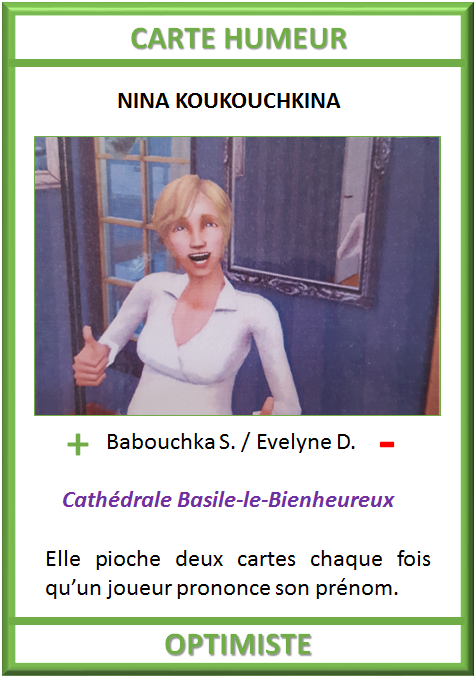 CARTE HUMEUR
NINA KOUKOUCHKINA
+ Babouchka S. / Evelyne D. -
Cathédrale Basile-le-Bienheureux
Elle pioche deux cartes chaque fois
qu'un joueur prononce son prénom.
OPTIMISTE